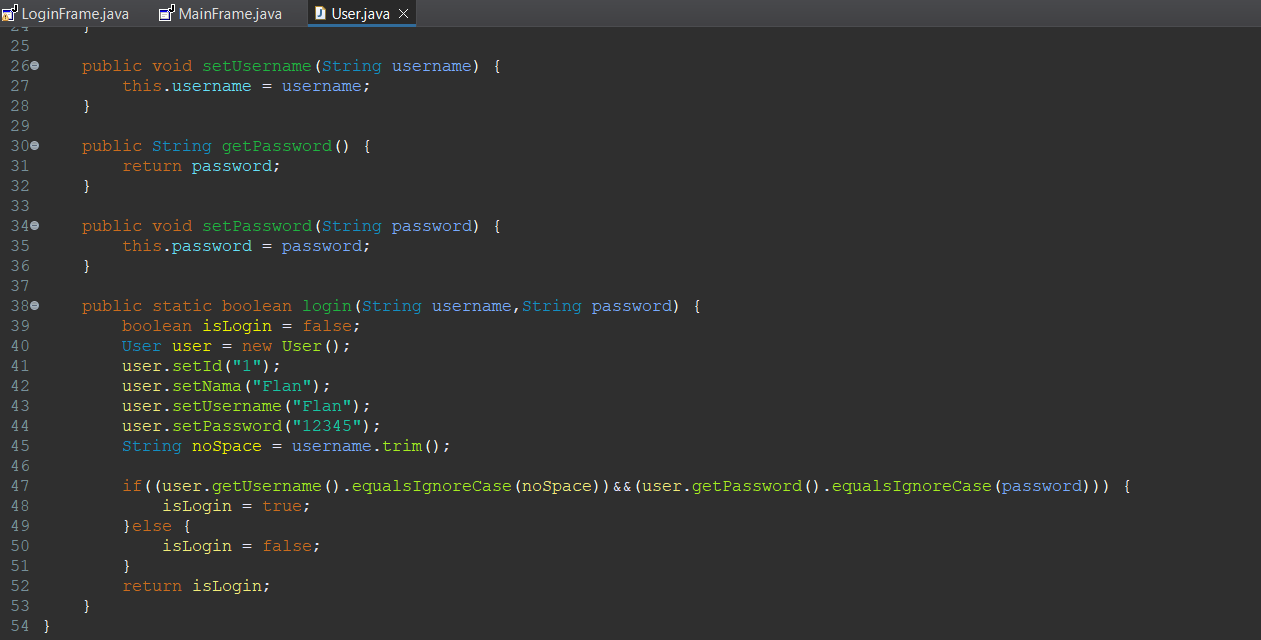 LoginFrame.java MainFrame.java User.java
24 }
25
26 public void setUsername(String username) {
27 this.username = username;
28 }
29
30 public String getPassword() {
31 return password;
32 }
33
34 public void setPassword(String password) {
35 this.password = password;
36 }
37
38 public static boolean login(String username,String password) {
39 boolean isLogin = false;
40 User user = new User();
41 user.setId("1");
42 user.setNama("Flan");
43 user.setUsername("Flan");
44 user.setPassword("12345");
45 String noSpace = username.trim();
46
47 if((user.getUsername().equalsIgnoreCase(noSpace))&&(user.getPassword().equalsIgnoreCase(password))) {
48 isLogin = true;
49 }else {
50 isLogin = false;
51 }
52 return isLogin;
53 }
54 }